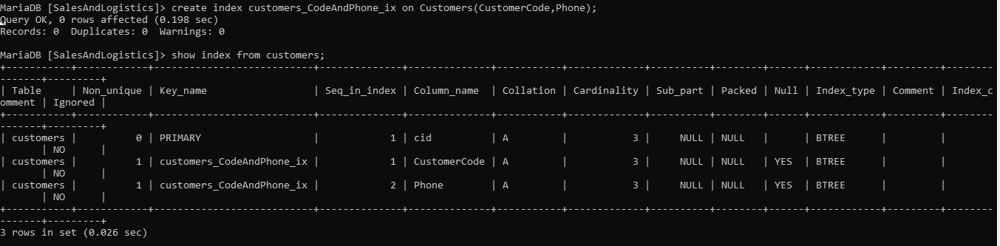 MariaDB [SalesAndLogistics]> create index customers_CodeAndPhone_ix on Customers(CustomerCode,Phone);
Query OK, 0 rows affected (0.198 sec)
Records: 0  Duplicates: 0  Warnings: 0
MariaDB [SalesAndLogistics]> show index from customers;
+-----------+------------+--------------------------+--------------+--------------+-----------+-------------+----------+--------+------+------------+---------+--------
-------+---------+
| Table     | Non_unique | Key_name                 | Seq_in_index | Column_name  | Collation | Cardinality | Sub_part | Packed | Null | Index_type | Comment | Index_c
omment | Ignored |
+-----------+------------+--------------------------+--------------+--------------+-----------+-------------+----------+--------+------+------------+---------+--------
-------+---------+
| customers |          0 | PRIMARY                  |            1 | cid          | A         |           3 |     NULL | NULL   |      | BTREE      |         |
       | NO      |
| customers |          1 | customers_CodeAndPhone_ix |            1 | CustomerCode | A         |           3 |     NULL | NULL   | YES  | BTREE      |         |
       | NO      |
| customers |          1 | customers_CodeAndPhone_ix |            2 | Phone        | A         |           3 |     NULL | NULL   | YES  | BTREE      |         |
       | NO      |
+-----------+------------+--------------------------+--------------+--------------+-----------+-------------+----------+--------+------+------------+---------+--------
-------+---------+
3 rows in set (0.026 sec)